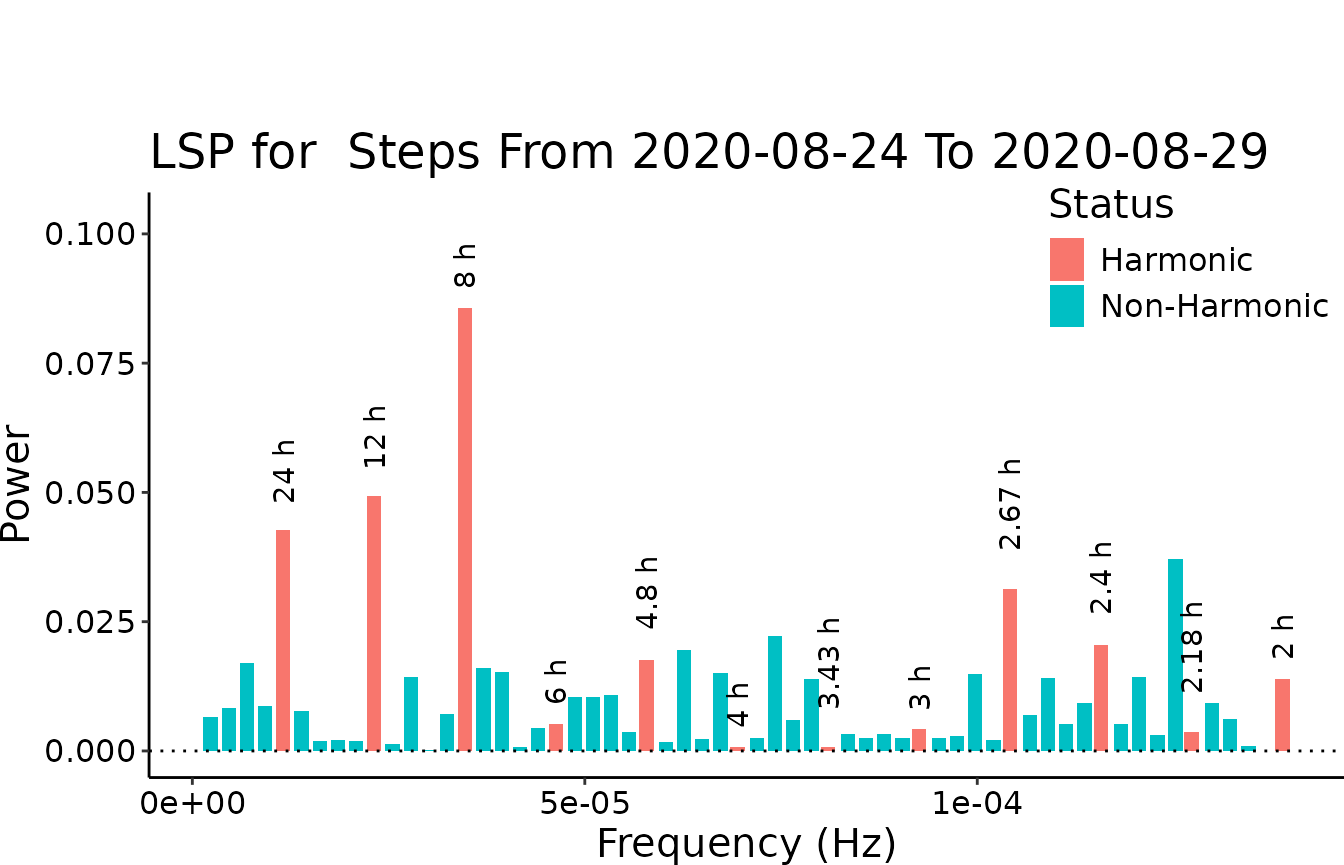 LSP for  Steps From 2020-08-24 To 2020-08-29
Status
Harmonic
Non-Harmonic
Power
0.100
0.075
0.050
0.025
0.000
24 h
12 h
8 h
6 h
4.8 h
4 h
3.43 h
3 h
2.67 h
2.4 h
2.18 h
2 h
0e+00
5e-05
1e-04
Frequency (Hz)